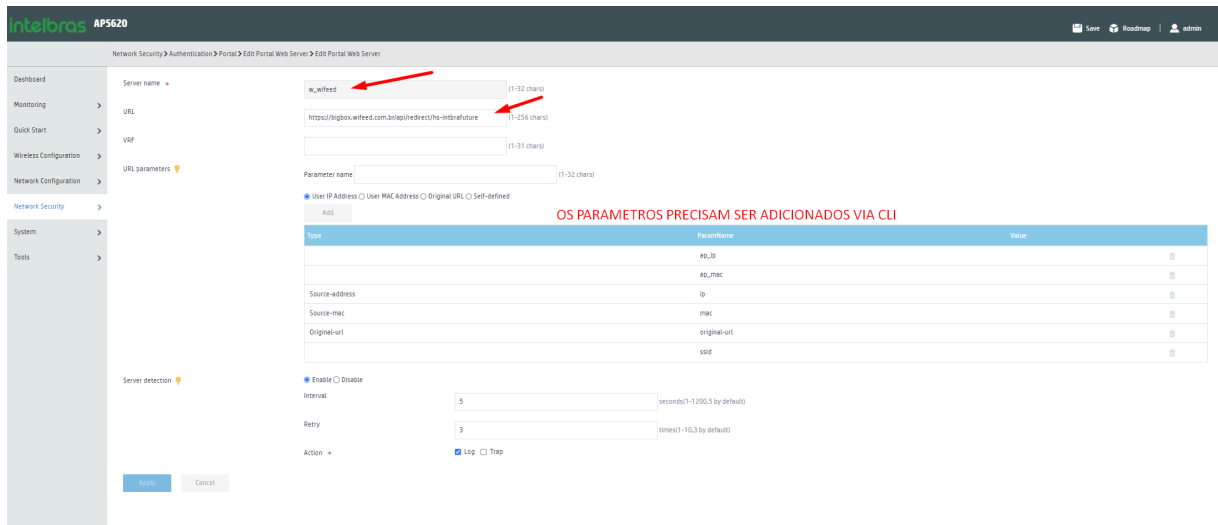 intelbras AP5620
Save Roadmap | admin
Network Security > Authentication > Portal > Edit Portal Web Server > Edit Portal Web Server
Dashboard
Monitoring
Quick Start
Wireless Configuration
Network Configuration
Network Security
System
Tools
Server name * w_wifeed (1-32 chars)
URL https://bigbox.wifeed.com.br/api/redirect/hs-intbrafuture (1-256 chars)
VRF (1-31 chars)
URL parameters Parameter name (1-32 chars)
User IP Address User MAC Address Original URL Self-defined
Add
OS PARAMETROS PRECISAM SER ADICIONADOS VIA CLI
Type ParamName Value
ap_ip
ap_mac
Source-address ip
Source-mac mac
Original-url original-url
ssid
Server detection Enable Disable
Interval 5 seconds(1-1200,5 by default)
Retry 3 times(1-10,3 by default)
Action * Log Trap
Apply Cancel